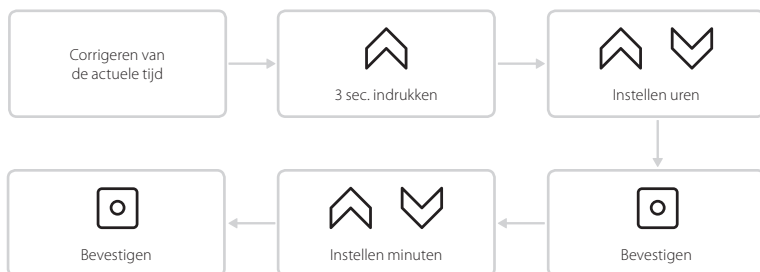 Corrigeren van
de actuele tijd
3 sec. indrukken
Instellen uren
Bevestigen
Instellen minuten
Bevestigen